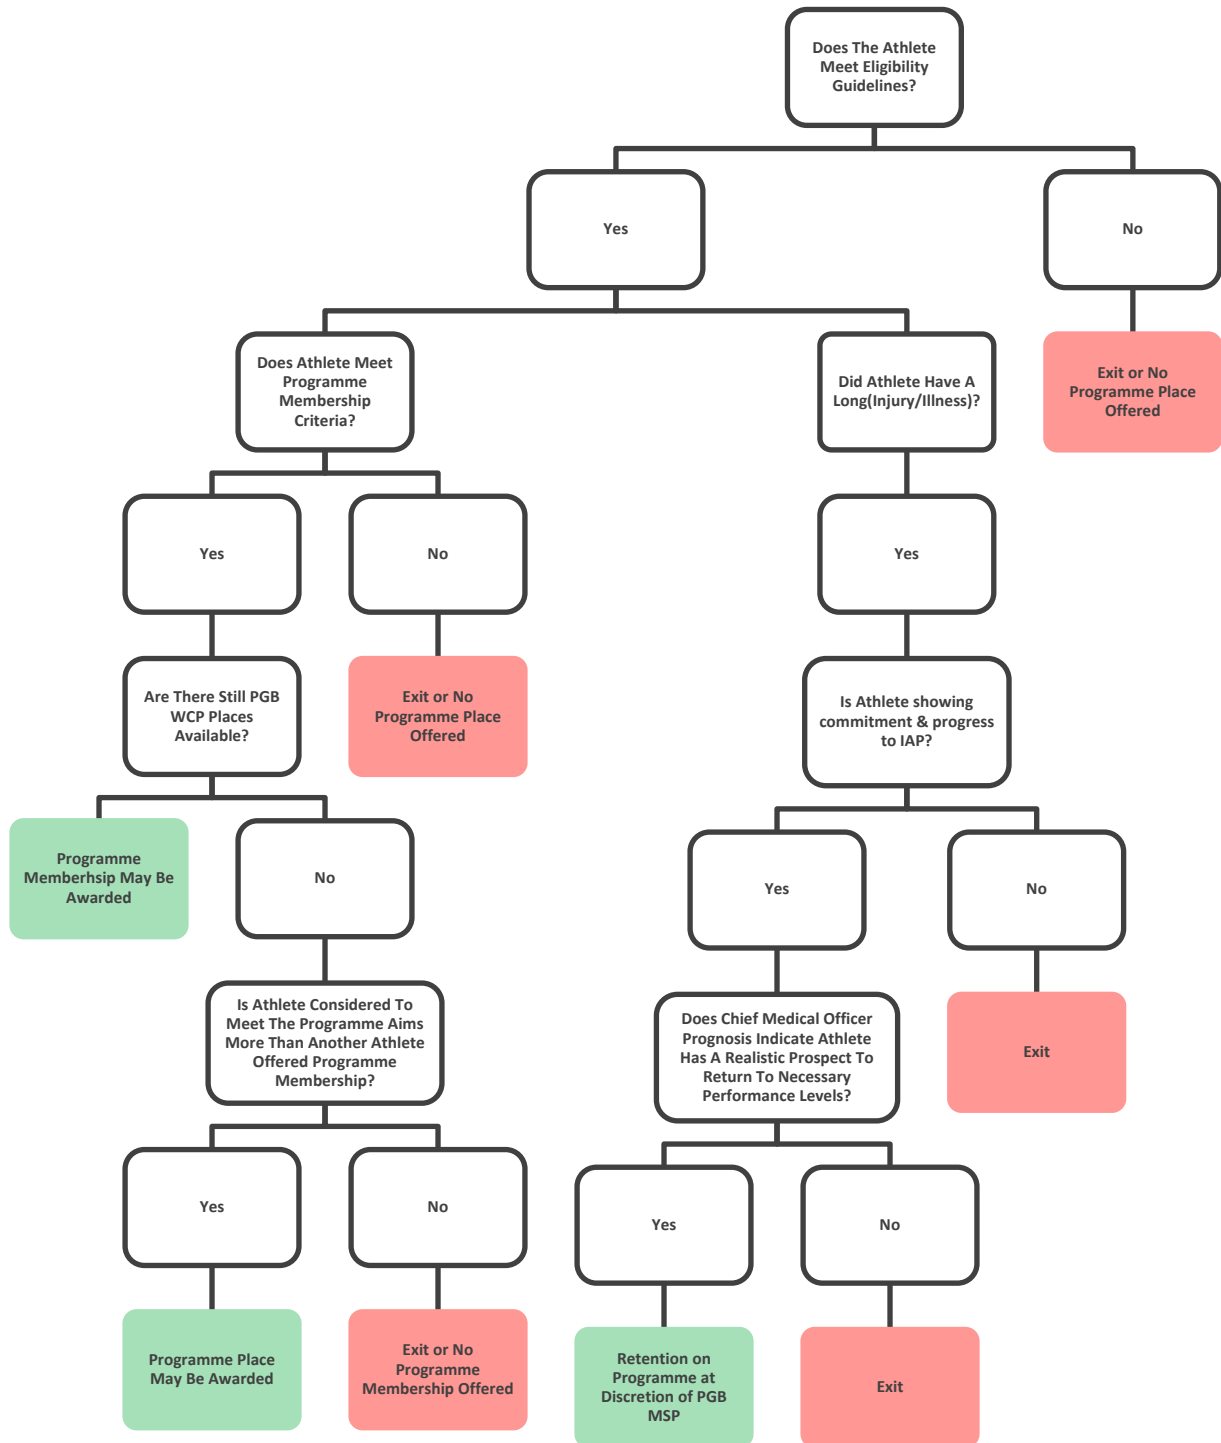 Does The Athlete
Meet Eligibility
Guidelines?
Yes
No
Does Athlete Meet
Programme
Membership
Criteria?
Did Athlete Have A
Long(Injury/Illness)?
Exit or No
Programme Place
Offered
Yes
No
Yes
Are There Still PGB
WCP Places
Available?
Exit or No
Programme Place
Offered
Is Athlete showing
commitment & progress
to IAP?
Programme
Memberhsip May Be
Awarded
No
Yes
No
Is Athlete Considered To
Meet The Programme Aims
More Than Another Athlete
Offered Programme
Membership?
Does Chief Medical Officer
Prognosis Indicate Athlete
Has A Realistic Prospect To
Return To Necessary
Performance Levels?
Exit
Yes
No
Yes
No
Programme Place
May Be Awarded
Exit or No
Programme
Membership Offered
Retention on
Programme at
Discretion of PGB
MSP
Exit